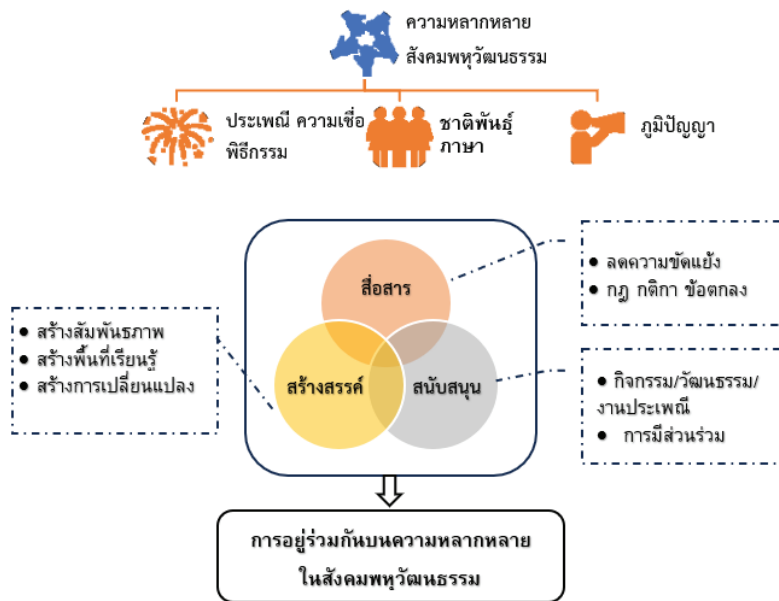 ความหลากหลาย
สังคมพหุวัฒนธรรม
ประเพณี ความเชื่อ
พิธีกรรม
ชาติพันธุ์
ภาษา
ภูมิปัญญา
สื่อสาร
สร้างสรรค์
สนับสนุน
● ลดความขัดแย้ง
● กฎ กติกา ข้อตกลง
● สร้างสัมพันธภาพ
● สร้างพื้นที่เรียนรู้
● สร้างการเปลี่ยนแปลง
● กิจกรรม/วัฒนธรรม/
งานประเพณี
● การมีส่วนร่วม
การอยู่ร่วมกันบนความหลากหลาย
ในสังคมพหุวัฒนธรรม